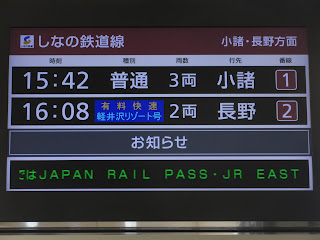 しなの鉄道線 小諸・長野方面
時刻 種別 両数 行先 番線
15:42 普通 3両 小諸 1
16:08 有料快速 軽井沢リゾート号 2両 長野 2
お知らせ
はJAPAN RAIL PASS・JR EAST